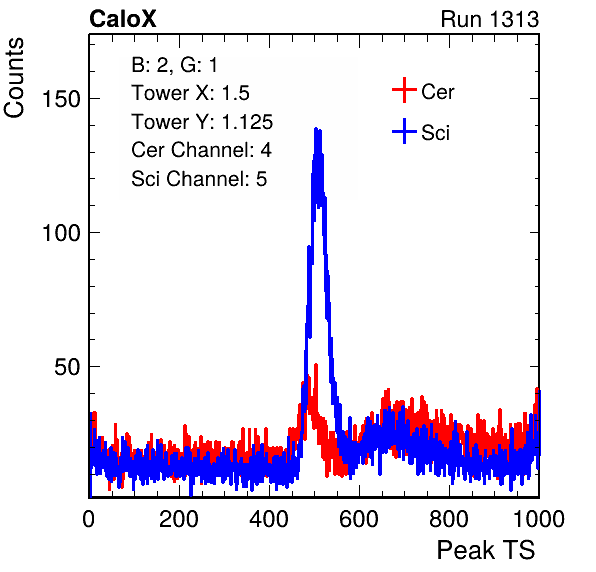 CaloX Run 1313
Counts
B: 2, G: 1
Tower X: 1.5
Tower Y: 1.125
Cer Channel: 4
Sci Channel: 5
Cer
Sci
150
100
50
0 200 400 600 800 1000
Peak TS